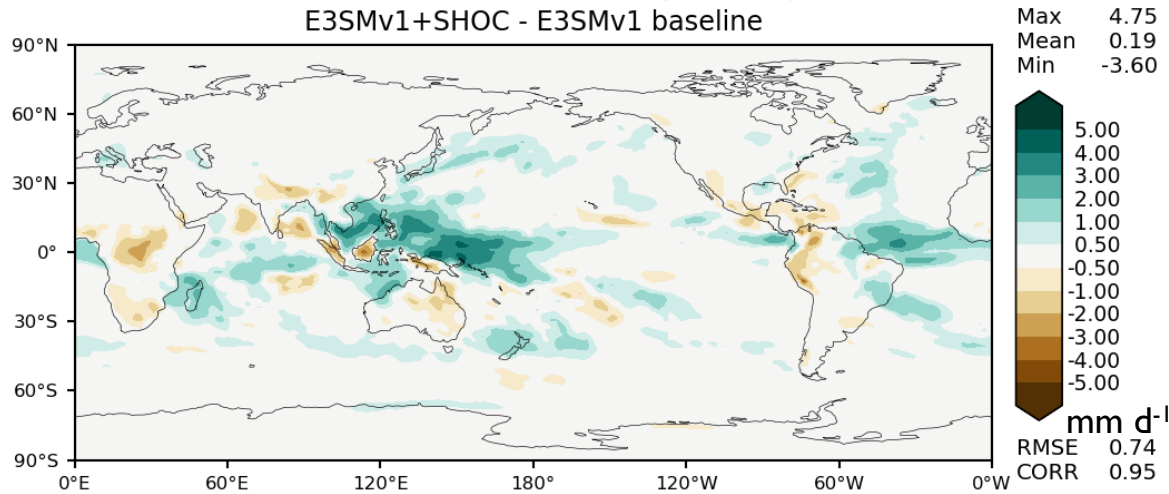 E3SMv1+SHOC - E3SMv1 baseline
Max 4.75
Mean 0.19
Min -3.60
90°N
60°N
30°N
0°
30°S
60°S
90°S
0°E 60°E 120°E 180° 120°W 60°W 0°W
5.00
4.00
3.00
2.00
1.00
0.50
-0.50
-1.00
-2.00
-3.00
-4.00
-5.00
mm d-1
RMSE 0.74
CORR 0.95